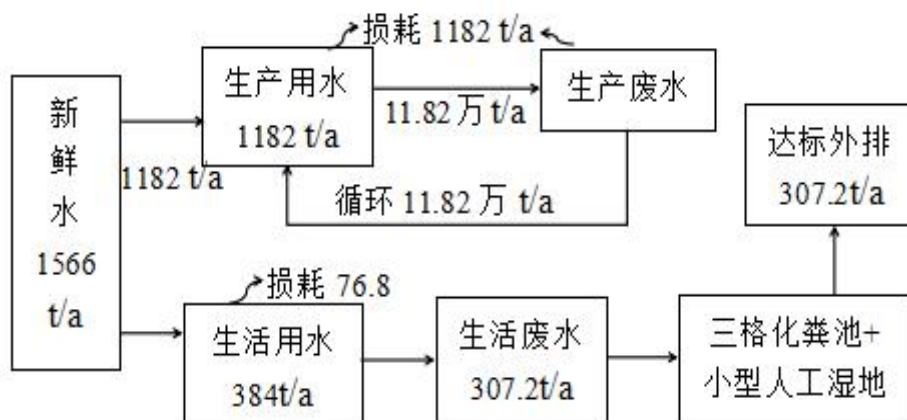 损耗 1182 t/a
新
鲜
水
1566
t/a
1182 t/a
生产用水
1182 t/a
11.82 万 t/a
生产废水
循环 11.82 万 t/a
达标外排
307.2t/a
损耗 76.8
生活用水
384t/a
生活废水
307.2t/a
三格化粪池+
小型人工湿地